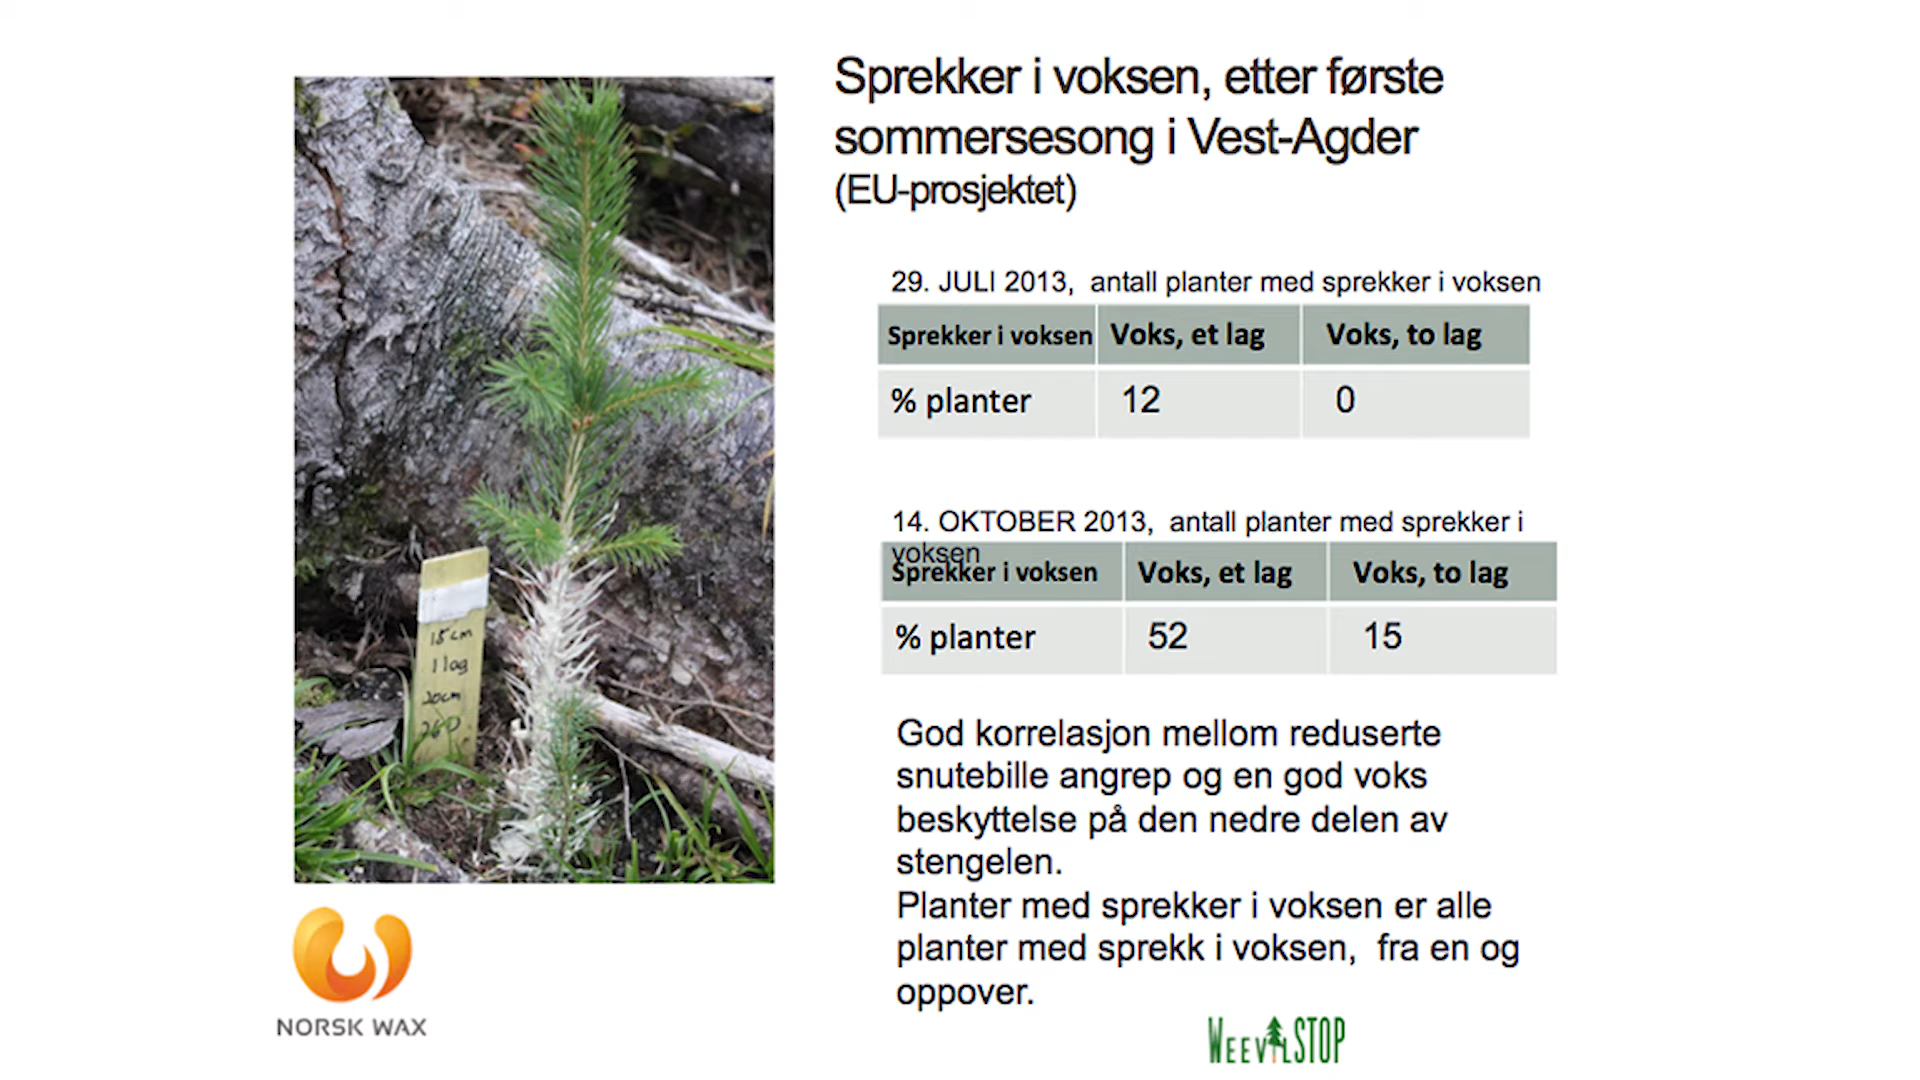 Sprekker i voksen, etter første
sommersesong i Vest-Agder
(EU-prosjektet)
29. JULI 2013, antall planter med sprekker i voksen
Sprekker i voksen Voks, et lag Voks, to lag
% planter 12 0
14. OKTOBER 2013, antall planter med sprekker i
voksen
Sprekker i voksen Voks, et lag Voks, to lag
% planter 52 15
God korrelasjon mellom reduserte
snutebille angrep og en god voks
beskyttelse på den nedre delen av
stengelen.
Planter med sprekker i voksen er alle
planter med sprekk i voksen, fra en og
oppover.
15cm
1 lag
20cm
NORSK WAX
WEEVILSTOP